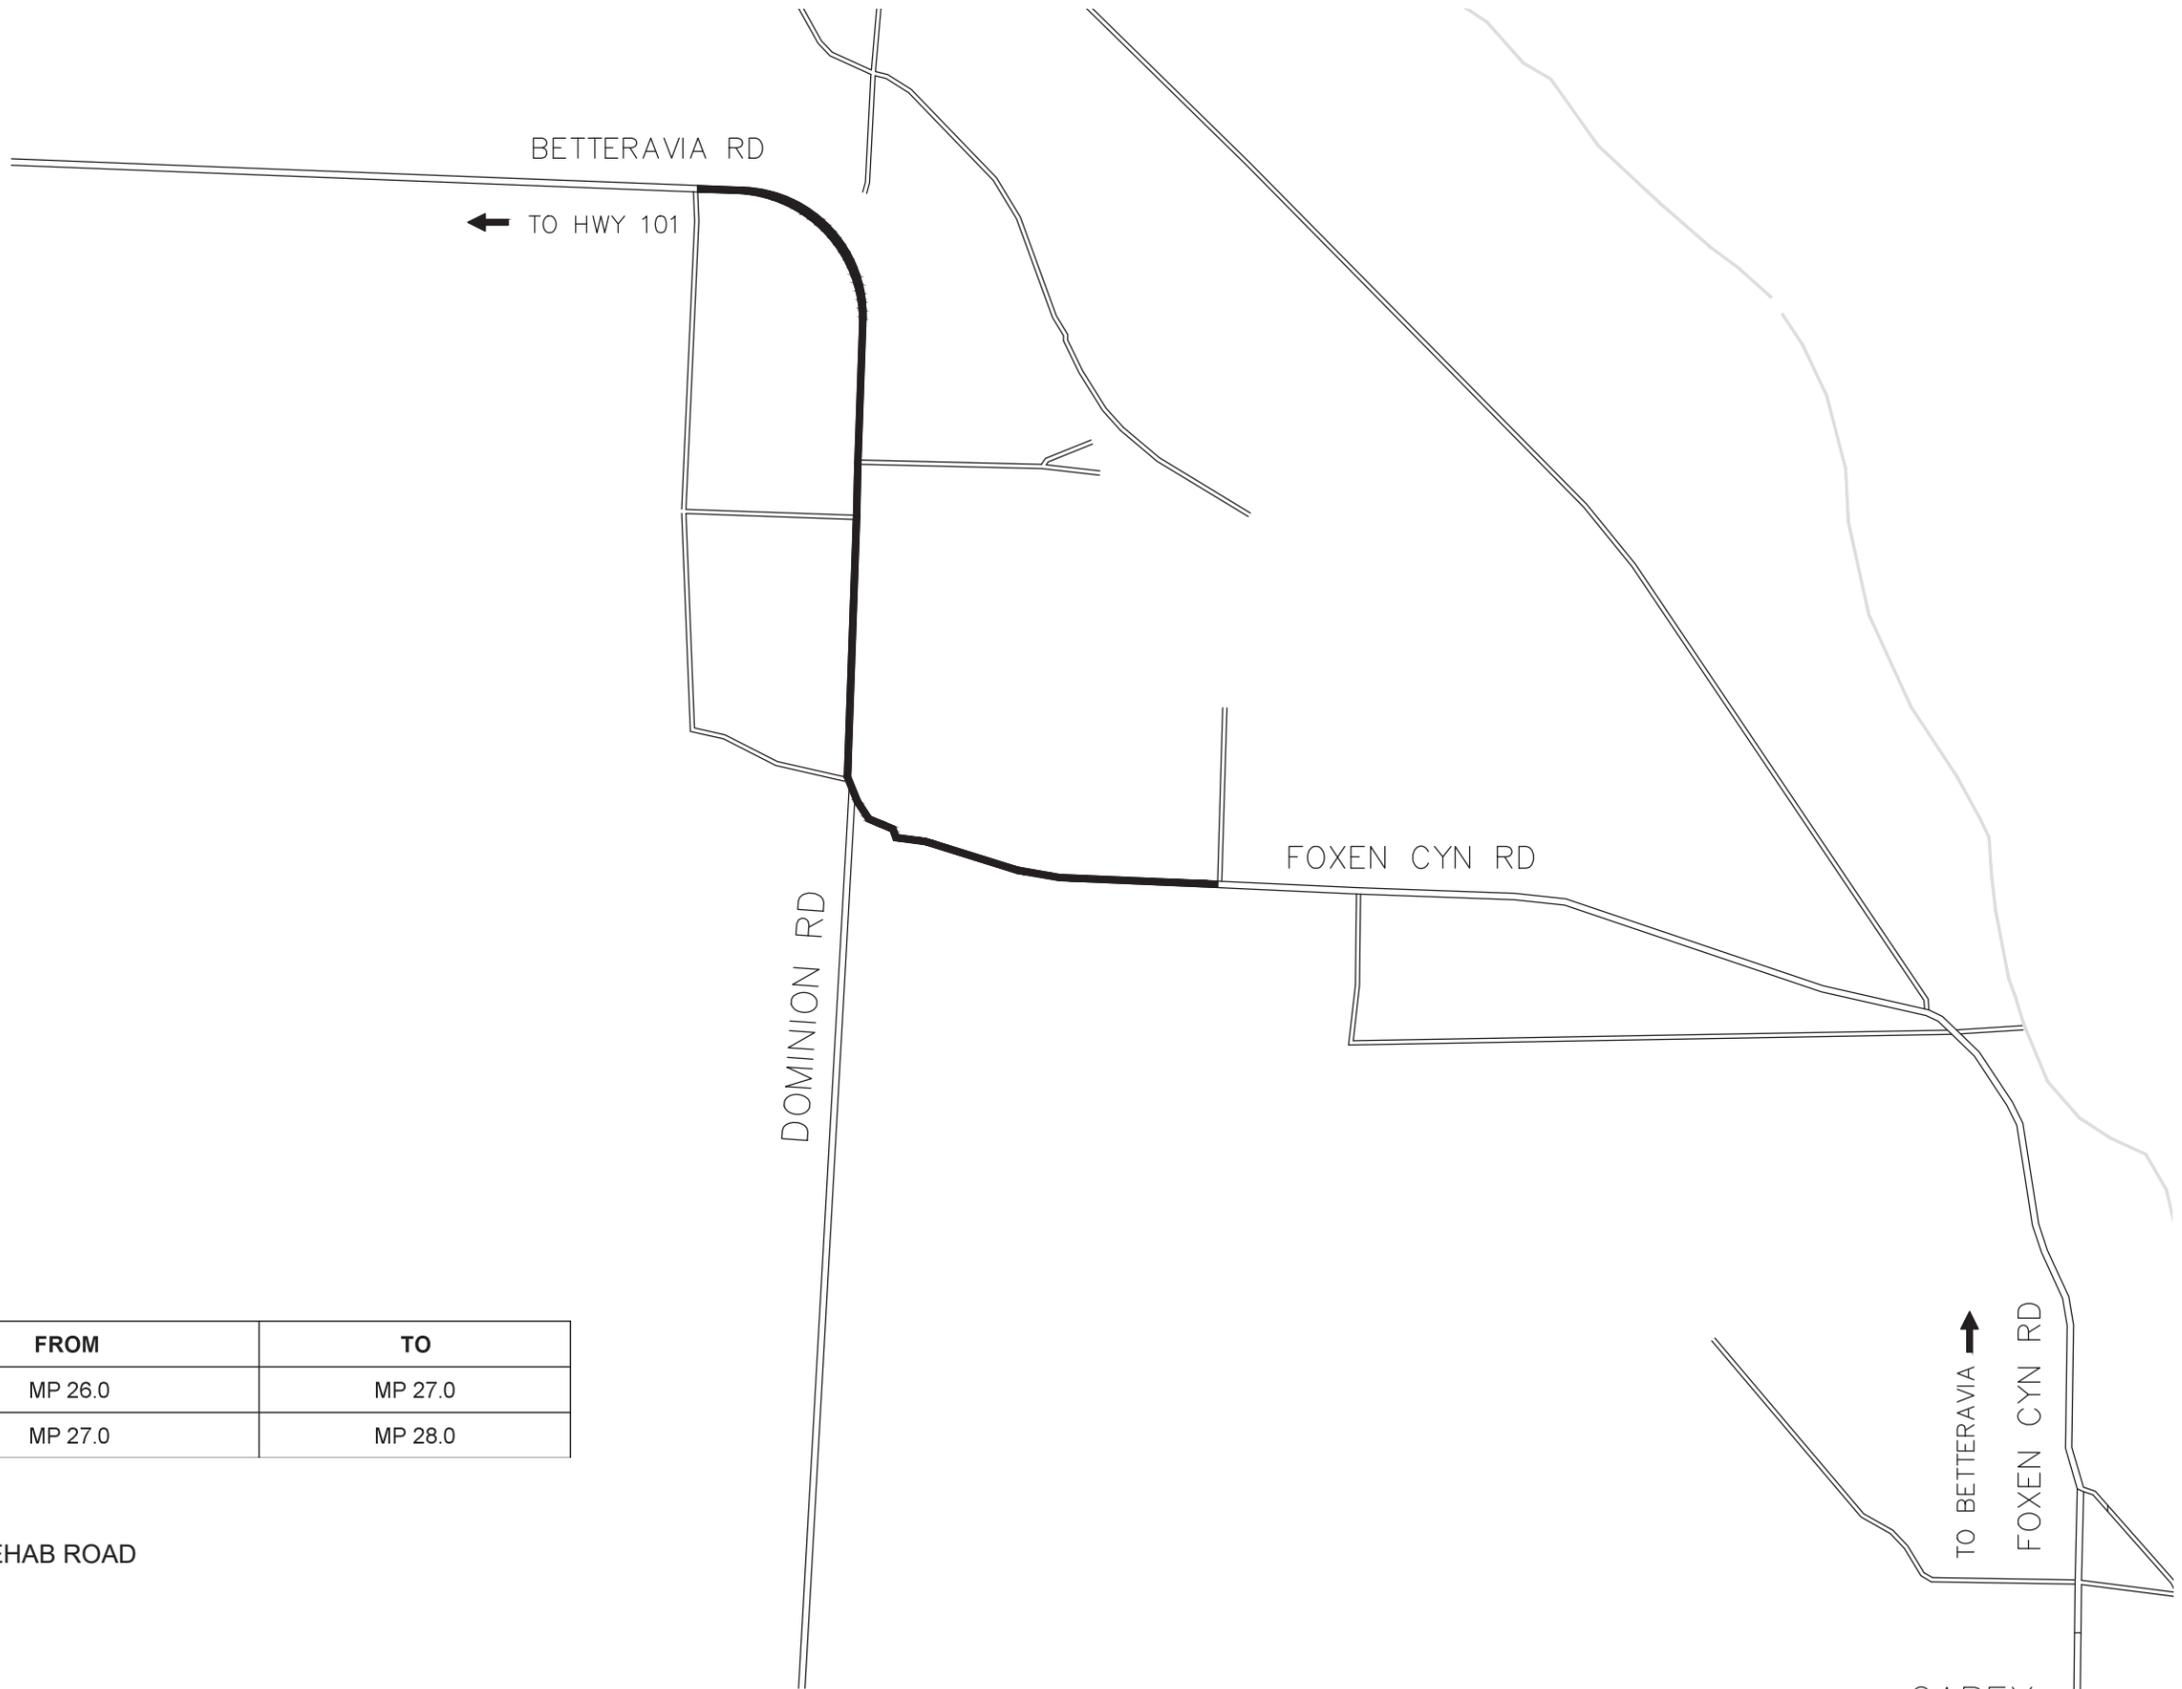 BETTERAVIA RD
TO HWY 101
FOXEN CYN RD
DOMINION RD
FROM TO
MP 26.0 MP 27.0
MP 27.0 MP 28.0
EHAB ROAD
TO BETTERAVIA
FOXEN CYN RD